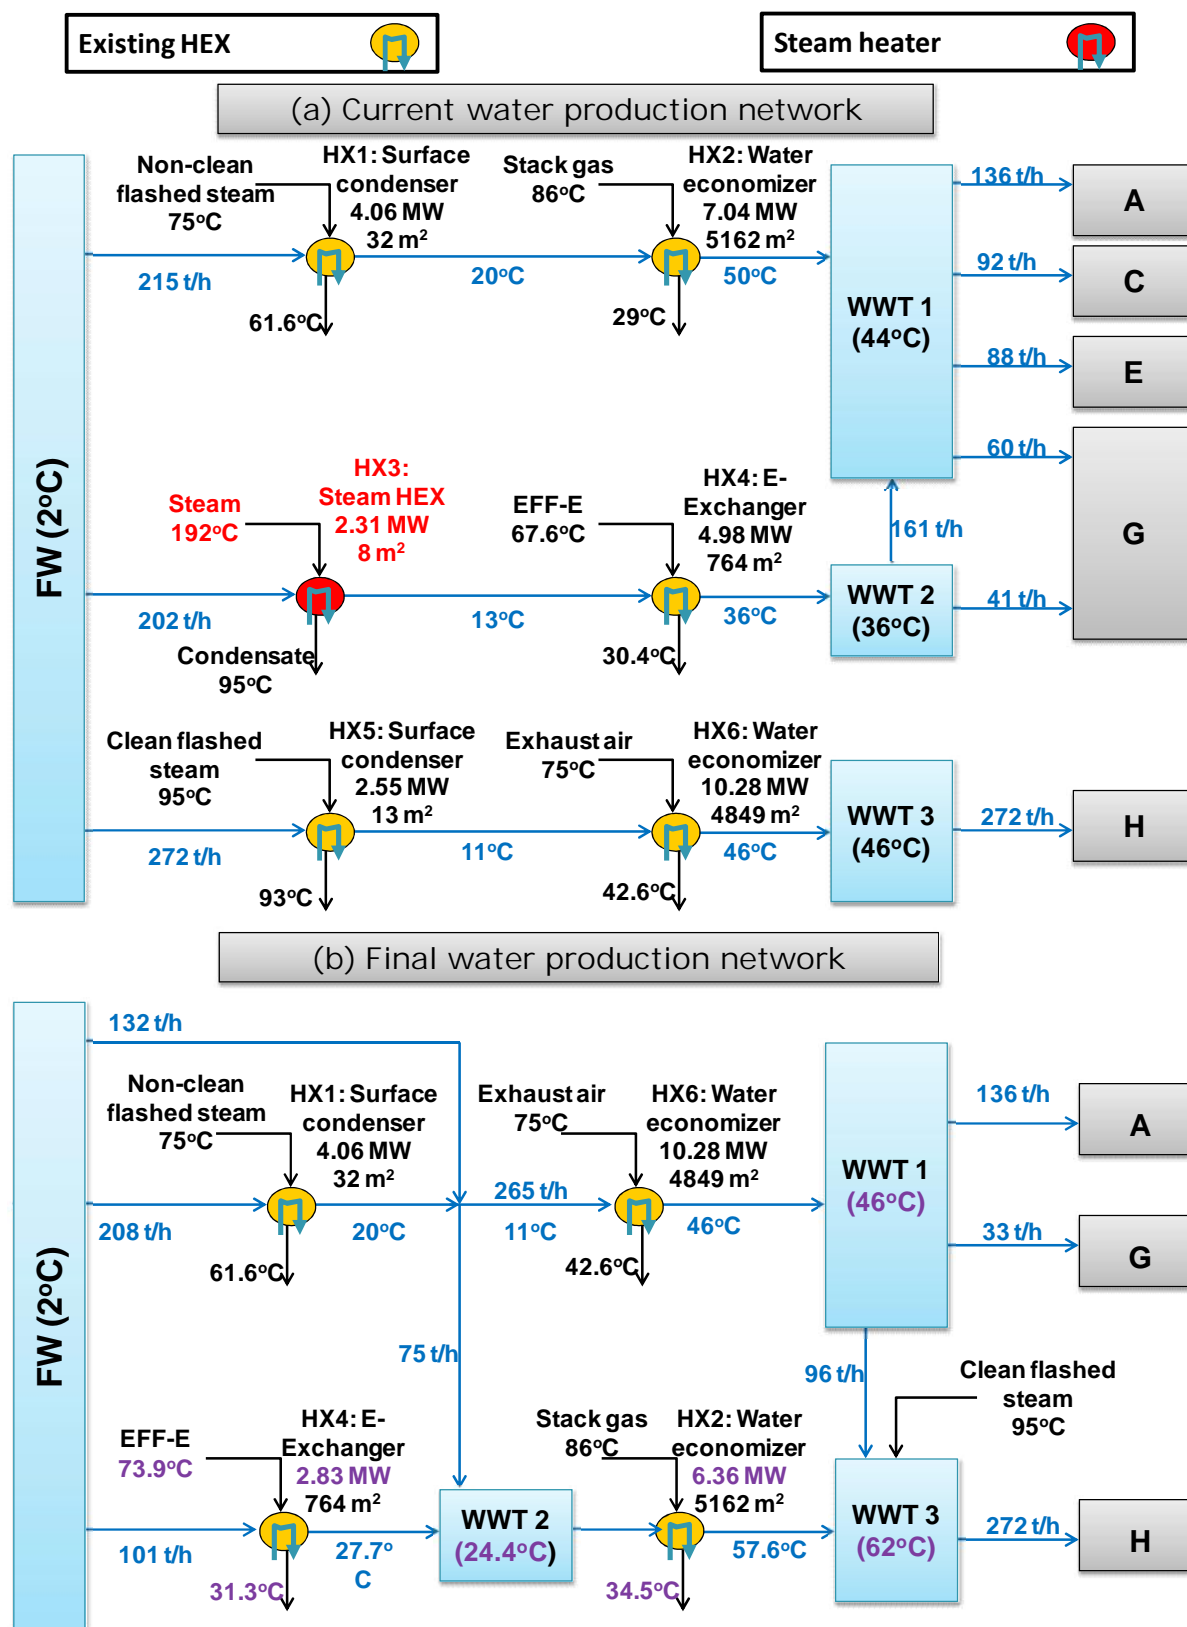 Existing HEX
Steam heater
(a) Current water production network
FW (2°C)
Non-clean
flashed steam
75°C
HX1: Surface
condenser
4.06 MW
32 m²
Stack gas
86°C
HX2: Water
economizer
7.04 MW
5162 m²
215 t/h
20°C
50°C
61.6°C
29°C
WWT 1
(44°C)
136 t/h
A
92 t/h
C
88 t/h
E
60 t/h
G
Steam
192°C
HX3:
Steam HEX
2.31 MW
8 m²
EFF-E
67.6°C
HX4: E-
Exchanger
4.98 MW
764 m²
161 t/h
202 t/h
13°C
36°C
Condensate
95°C
30.4°C
WWT 2
(36°C)
41 t/h
Clean flashed
steam
95°C
HX5: Surface
condenser
2.55 MW
13 m²
Exhaust air
75°C
HX6: Water
economizer
10.28 MW
4849 m²
272 t/h
11°C
46°C
93°C
42.6°C
WWT 3
(46°C)
272 t/h
H
(b) Final water production network
FW (2°C)
132 t/h
Non-clean
flashed steam
75°C
HX1: Surface
condenser
4.06 MW
32 m²
Exhaust air
75°C
HX6: Water
economizer
10.28 MW
4849 m²
208 t/h
20°C
265 t/h
11°C
46°C
61.6°C
42.6°C
WWT 1
(46°C)
136 t/h
A
33 t/h
G
75 t/h
96 t/h
Clean flashed
steam
95°C
EFF-E
73.9°C
HX4: E-
Exchanger
2.83 MW
764 m²
Stack gas
86°C
HX2: Water
economizer
6.36 MW
5162 m²
101 t/h
27.7°
C
31.3°C
WWT 2
(24.4°C)
57.6°C
34.5°C
WWT 3
(62°C)
272 t/h
H